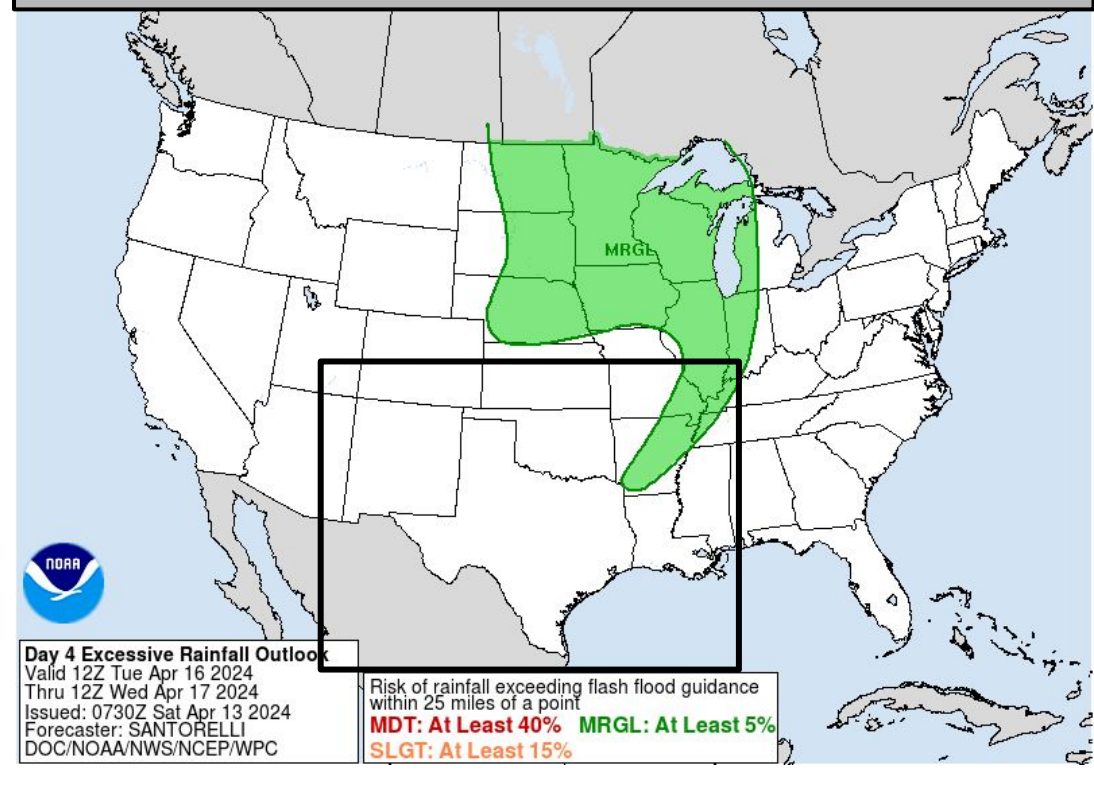 MRGL
NOAA
Day 4 Excessive Rainfall Outlook
Valid 12Z Tue Apr 16 2024
Thru 12Z Wed Apr 17 2024
Issued: 0730Z Sat Apr 13 2024
Forecaster: SANTORELLI
DOC/NOAA/NWS/NCEP/WPC
Risk of rainfall exceeding flash flood guidance
within 25 miles of a point
MDT: At Least 40% MRGL: At Least 5%
SLGT: At Least 15%